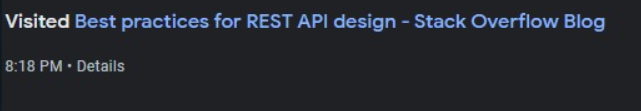 Visited Best practices for REST API design - Stack Overflow Blog
8:18 PM • Details